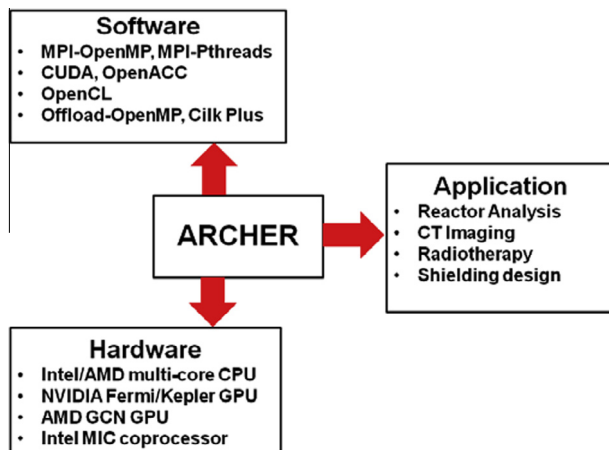 Software
• MPI-OpenMP, MPI-Pthreads
• CUDA, OpenACC
• OpenCL
• Offload-OpenMP, Cilk Plus
ARCHER
Application
• Reactor Analysis
• CT Imaging
• Radiotherapy
• Shielding design
Hardware
• Intel/AMD multi-core CPU
• NVIDIA Fermi/Kepler GPU
• AMD GCN GPU
• Intel MIC coprocessor